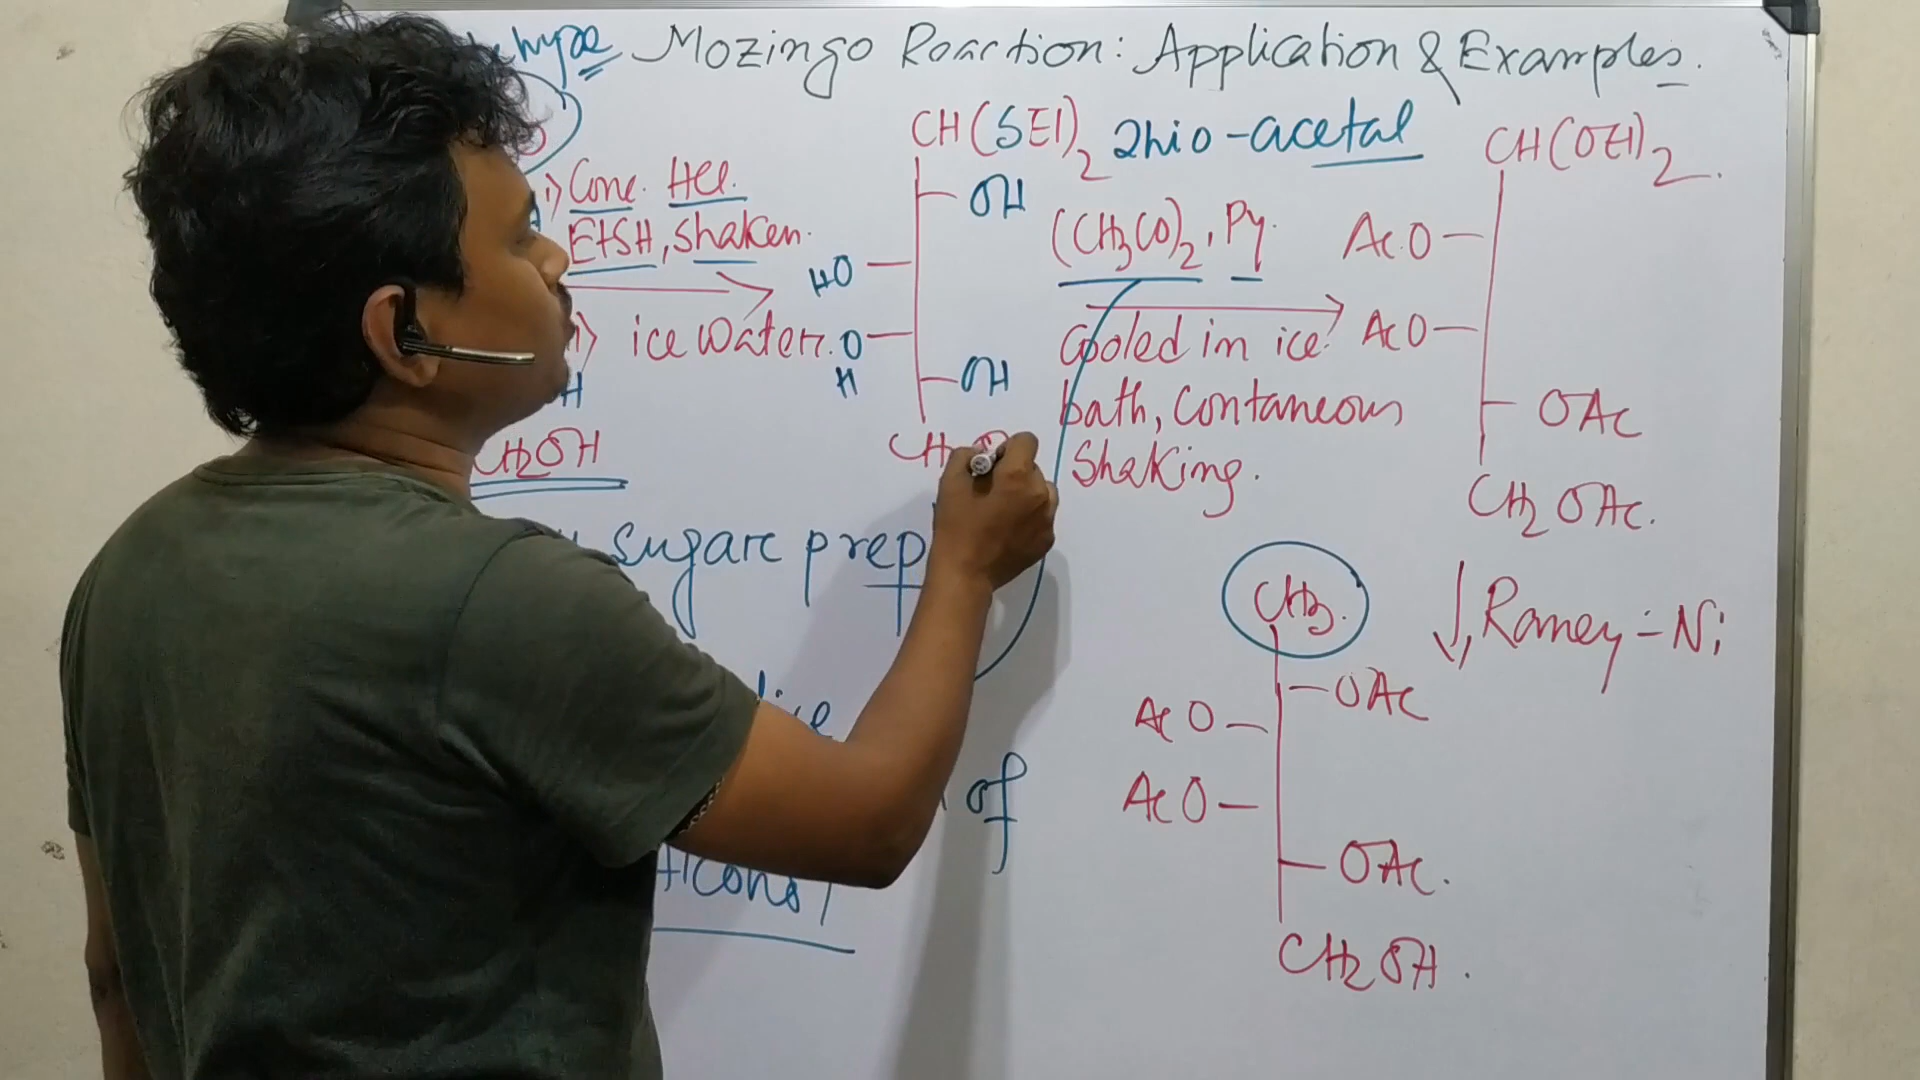 Mozingo Reaction: Application & Examples.
1) Conc. HCl.
EtSH, shaken.
ice water.
CH2OH
CH(SEt)2 Thio-acetal
OH
HO
O
H
OH
CH
(CH3CO)2, Py.
Cooled in ice
bath, Contaneous
Shaking.
CH(OEt)2.
AcO
AcO
OAc
CH2OAc.
Raney-Ni
CH3.
OAc
AcO
AcO
OAc.
CH2OH.
sugar prep
of